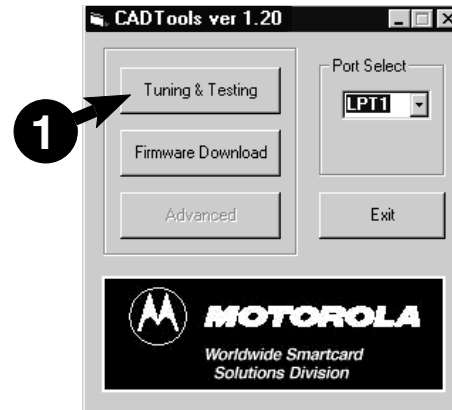 CADTools ver 1.20
Tuning & Testing
Port Select
LPT1
1
Firmware Download
Advanced
Exit
MOTOROLA
Worldwide Smartcard
Solutions Division